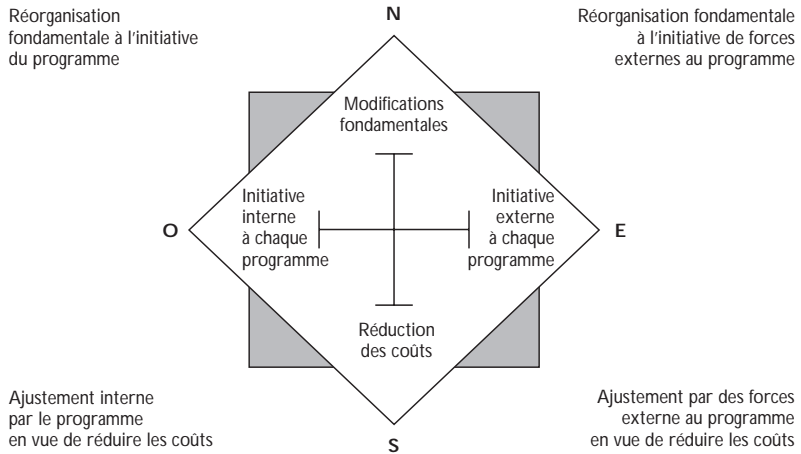 Réorganisation
fondamentale à l'initiative
du programme
N
Réorganisation fondamentale
à l'initiative de forces
externes au programme
Modifications
fondamentales
O
Initiative
interne
à chaque
programme
Initiative
externe
à chaque
programme
E
Réduction
des coûts
Ajustement interne
par le programme
en vue de réduire les coûts
S
Ajustement par des forces
externe au programme
en vue de réduire les coûts